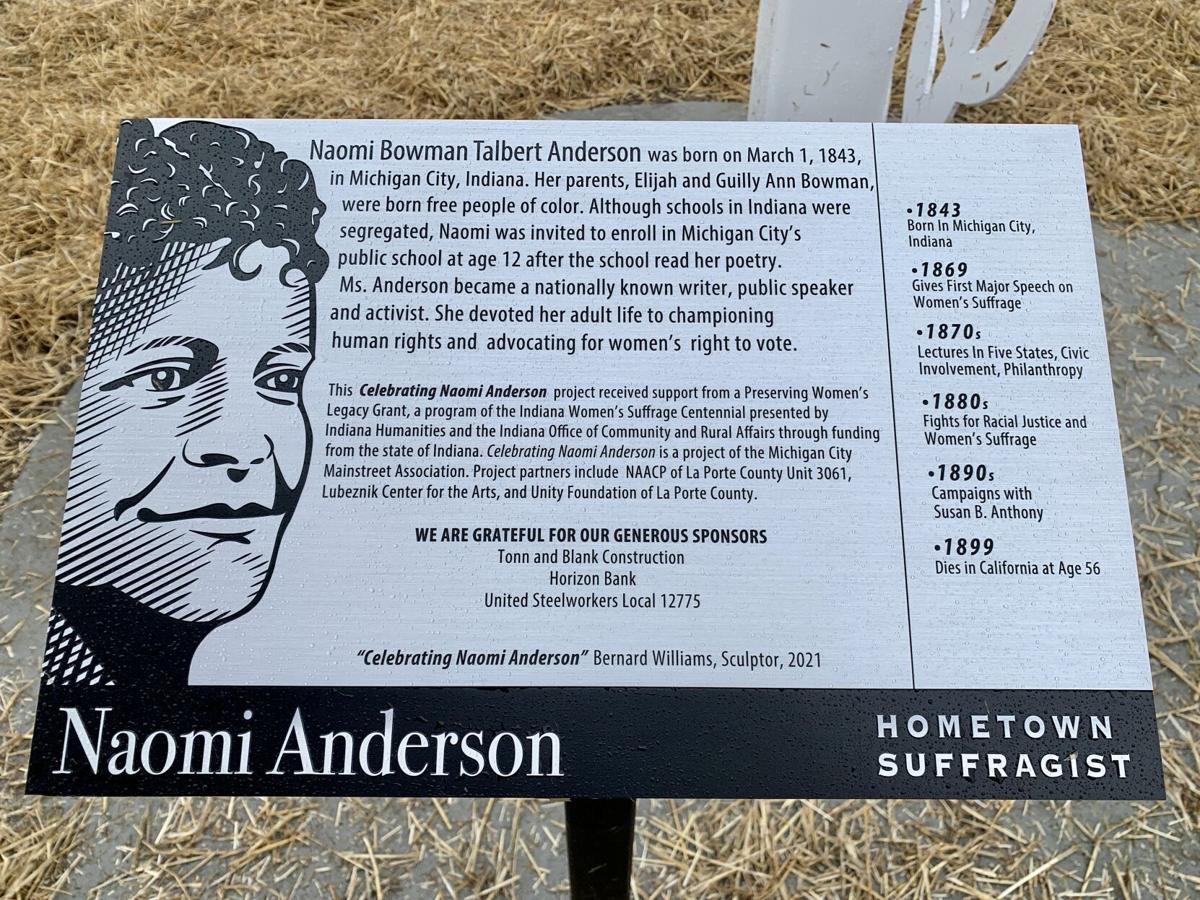 Naomi Bowman Talbert Anderson was born on March 1, 1843,
in Michigan City, Indiana. Her parents, Elijah and Guilly Ann Bowman,
were born free people of color. Although schools in Indiana were
segregated, Naomi was invited to enroll in Michigan City's
public school at age 12 after the school read her poetry.
Ms. Anderson became a nationally known writer, public speaker
and activist. She devoted her adult life to championing
human rights and advocating for women's right to vote.
This Celebrating Naomi Anderson project received support from a Preserving Women's
Legacy Grant, a program of the Indiana Women's Suffrage Centennial presented by
Indiana Humanities and the Indiana Office of Community and Rural Affairs through funding
from the state of Indiana. Celebrating Naomi Anderson is a project of the Michigan City
Mainstreet Association. Project partners include NAACP of La Porte County Unit 3061,
Lubeznik Center for the Arts, and Unity Foundation of La Porte County.
WE ARE GRATEFUL FOR OUR GENEROUS SPONSORS
Tonn and Blank Construction
Horizon Bank
United Steelworkers Local 12775
"Celebrating Naomi Anderson" Bernard Williams, Sculptor, 2021
•1843
Born In Michigan City,
Indiana
•1869
Gives First Major Speech on
Women's Suffrage
•1870s
Lectures In Five States, Civic
Involvement, Philanthropy
•1880s
Fights for Racial Justice and
Women's Suffrage
•1890s
Campaigns with
Susan B. Anthony
•1899
Dies in California at Age 56
Naomi Anderson
HOMETOWN
SUFFRAGIST